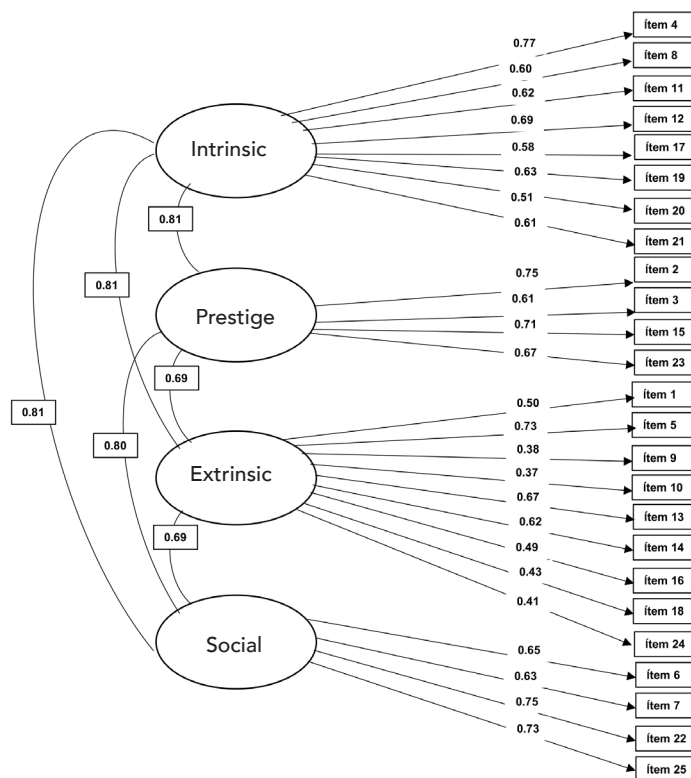 Ítem 4
0.77
Ítem 8
0.60
Ítem 11
0.62
Ítem 12
0.69
Intrinsic
Ítem 17
0.58
Ítem 19
0.63
Ítem 20
0.51
Ítem 21
0.61
0.81
Ítem 2
0.75
0.81
Ítem 3
0.61
Prestige
Ítem 15
0.71
Ítem 23
0.67
0.69
Ítem 1
0.50
0.81
Ítem 5
0.73
0.80
Ítem 9
0.38
Extrinsic
Ítem 10
0.37
Ítem 13
0.67
Ítem 14
0.62
0.69
Ítem 16
0.49
Ítem 18
0.43
Ítem 24
0.41
Social
Ítem 6
0.65
Ítem 7
0.63
Ítem 22
0.75
Ítem 25
0.73